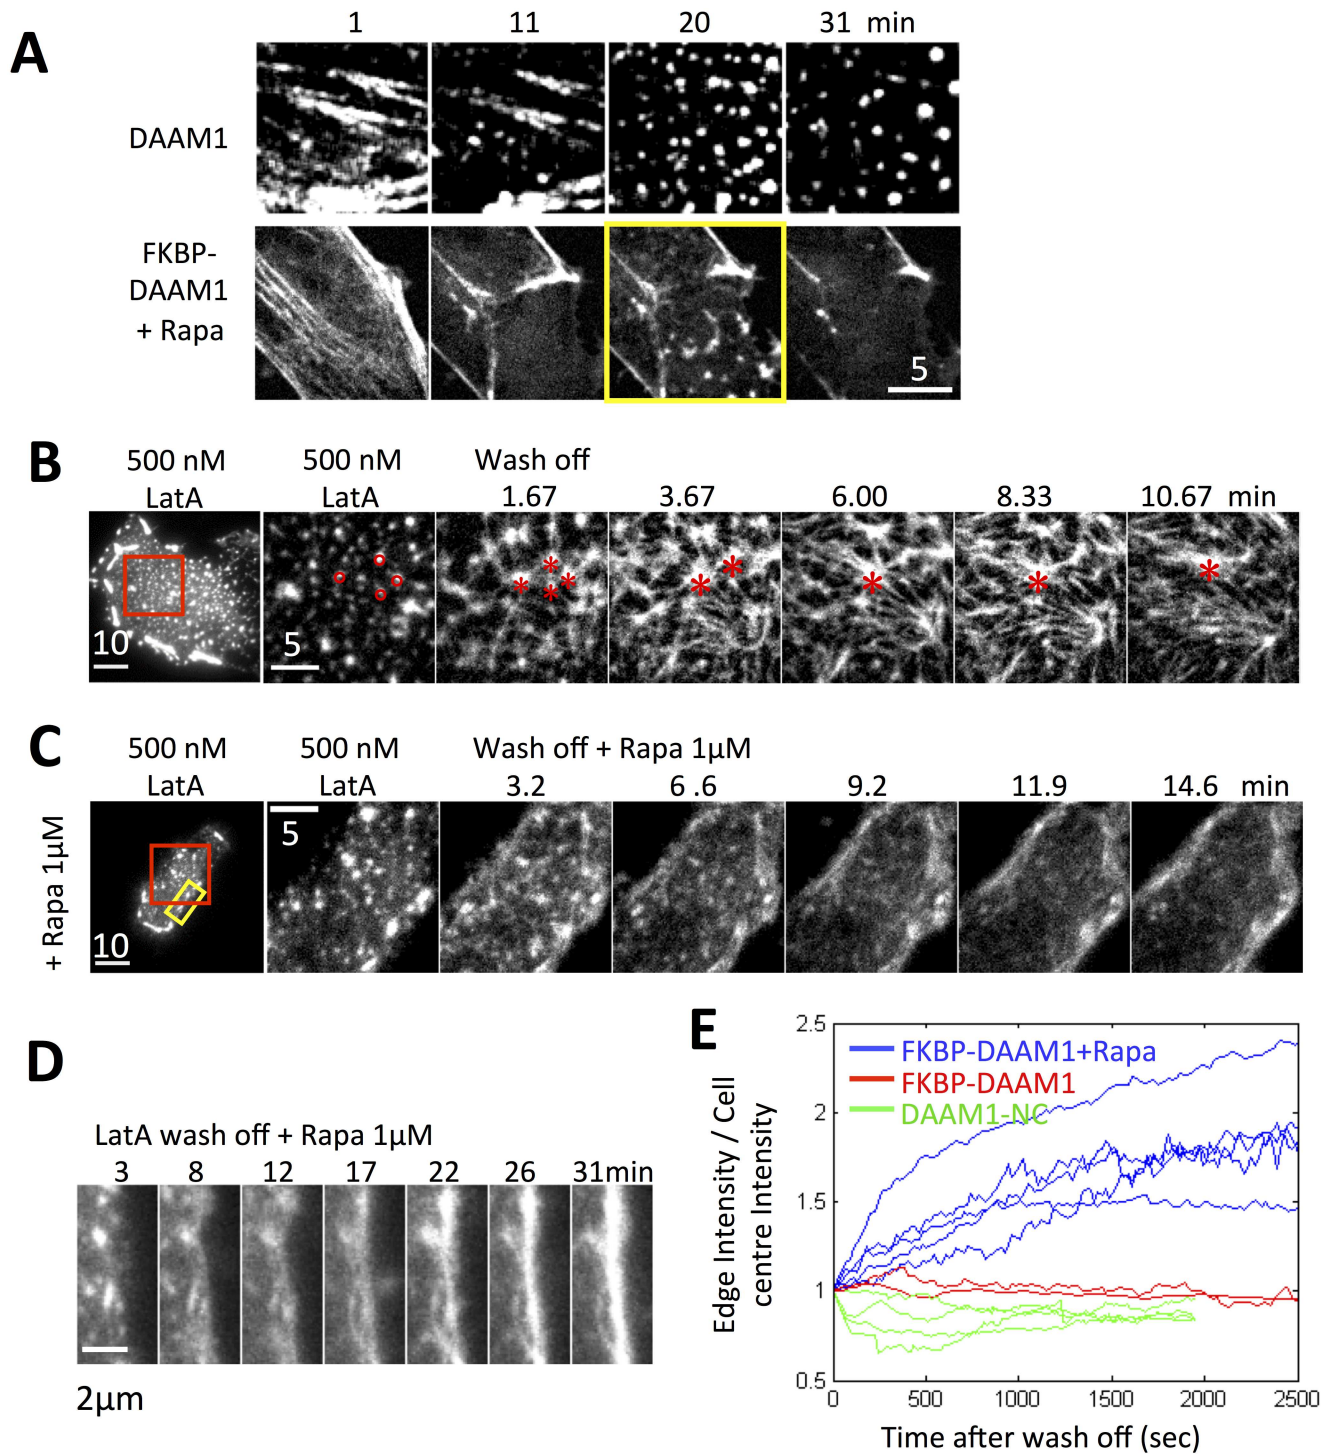 A
1 11 20 31 min
DAAM1
FKBP-
DAAM1
+ Rapa
5
B
500 nM 500 nM Wash off
LatA LatA 1.67 3.67 6.00 8.33 10.67 min
* * * * * * * * *
10 5
C
500 nM 500 nM Wash off + Rapa 1µM
LatA LatA 3.2 6.6 9.2 11.9 14.6 min
+ Rapa 1µM
5
10
D
LatA wash off + Rapa 1µM
3 8 12 17 22 26 31min
2µm
E
Edge Intensity / Cell
centre Intensity
2.5
2
1.5
1
0.5
FKBP-DAAM1+Rapa
FKBP-DAAM1
DAAM1-NC
0 500 1000 1500 2000 2500
Time after wash off (sec)